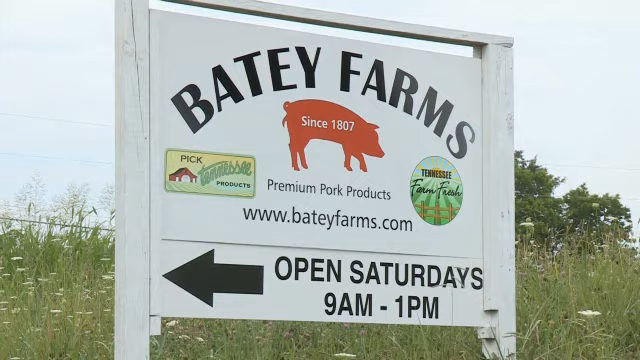 BATEY FARMS
Since 1807
PICK
tennessee
PRODUCTS
Premium Pork Products
TENNESSEE
Farm Fresh
www.bateyfarms.com
OPEN SATURDAYS
9AM - 1PM